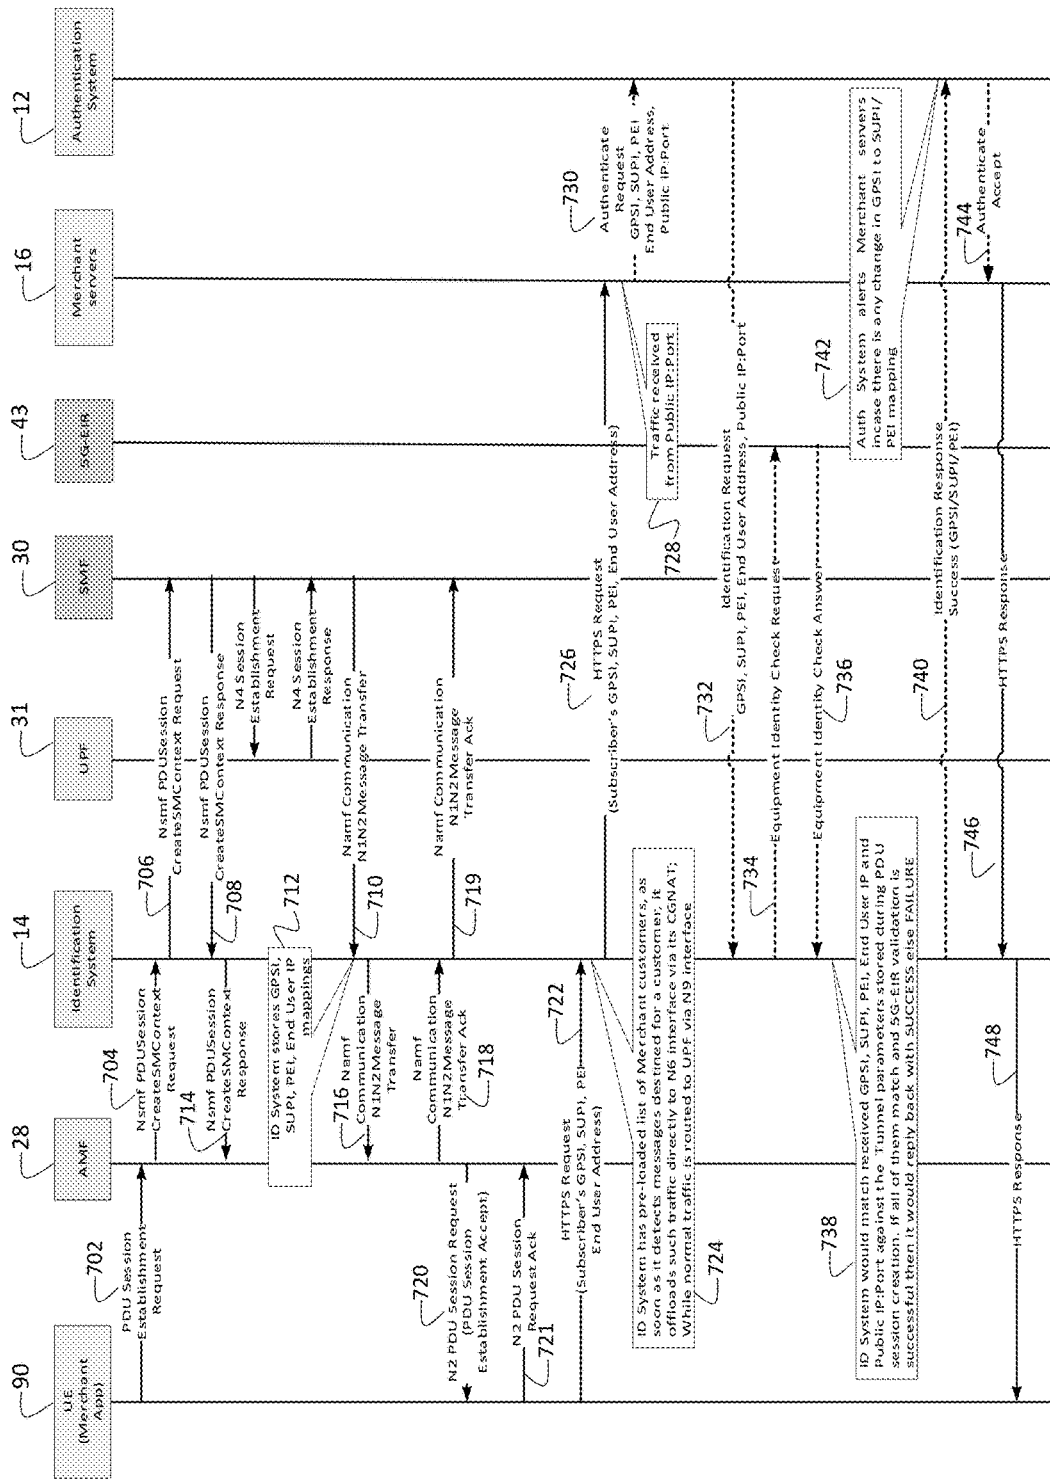 90
UE
(Merchant
App)
28
AMF
14
Identification
System
31
UPF
30
SMF
43
5G-EIR
16
Merchant
servers
12
Authentication
System
702
PDU Session
Establishment
Request
704
Nsmf PDUSession
CreateSMContext
Request
706
Nsmf PDUSession
CreateSMContext Request
Nsmf PDUSession
CreateSMContext Response
708
714
Nsmf PDUSession
CreateSMContext
Response
N4 Session
Establishment
Request
N4 Session
Establishment
Response
712
ID System stores GPSI,
SUPI, PEI, End User IP
mappings
Namf Communication
N1N2Message Transfer
710
716
Namf
Communication
N1N2Message
Transfer
Namf
Communication
N1N2Message
Transfer Ack
718
Namf Communication
N1N2Message
Transfer Ack
719
720
N2 PDU Session Request
(PDU Session
Establishment Accept)
N2 PDU Session
Request Ack
721
HTTPS Request
(Subscriber's GPSI, SUPI, PEI
End User Address)
722
ID System has pre-loaded list of Merchant customers, as
soon as it detects messages destined for a customer, it
offloads such traffic directly to N6 interface via its CGNAT;
While normal traffic is routed to UPF via N9 interface
724
726
HTTPS Request
(Subscriber's GPSI, SUPI, PEI, End User Address)
Traffic received
from Public IP:Port
728
730
Authenticate
Request
GPSI, SUPI, PEI
End User Address,
Public IP:Port
732
Identification Request
GPSI, SUPI, PEI, End User Address, Public IP:Port
734
Equipment Identity Check Request
Equipment Identity Check Answer
736
738
ID System would match received GPSI, SUPI, PEI, End User IP and
Public IP:Port against the Tunnel parameters stored during PDU
session creation. If all of them match and 5G-EIR validation is
successful then it would reply back with SUCCESS else FAILURE
740
Identification Response
Success (GPSI/SUPI/PEI)
742
Auth System alerts Merchant servers
incase there is any change in GPSI to SUPI/
PEI mapping
744
Authenticate
Accept
746
HTTPS Response
748
HTTPS Response